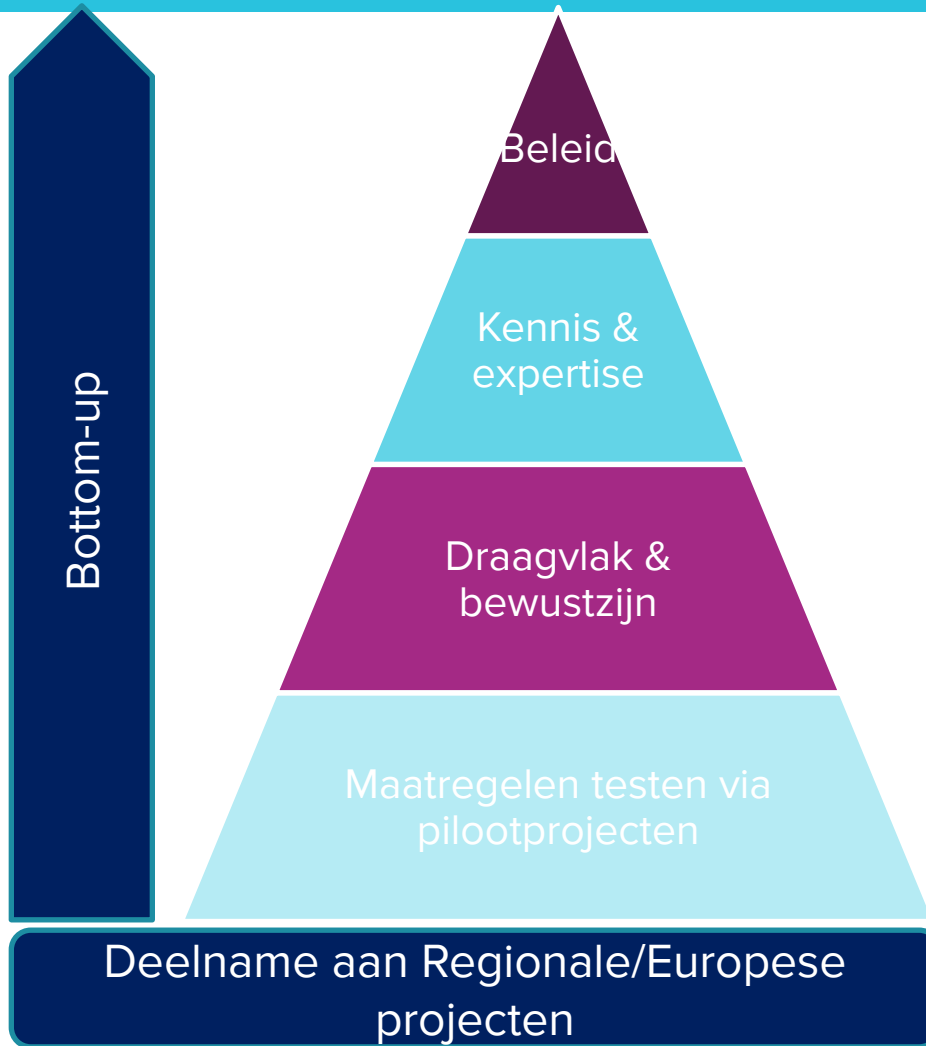 Beleid
Kennis &
expertise
Bottom-up
Draagvlak &
bewustzijn
Maatregelen testen via
pilootprojecten
Deelname aan Regionale/Europese
projecten